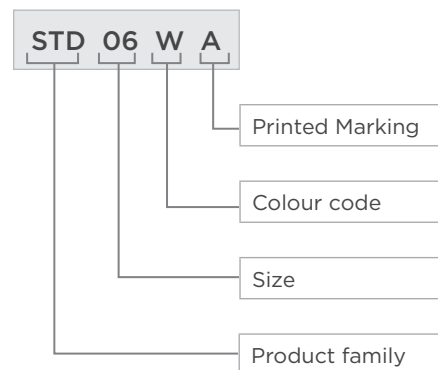 STD 06 W A
Printed Marking
Colour code
Size
Product family